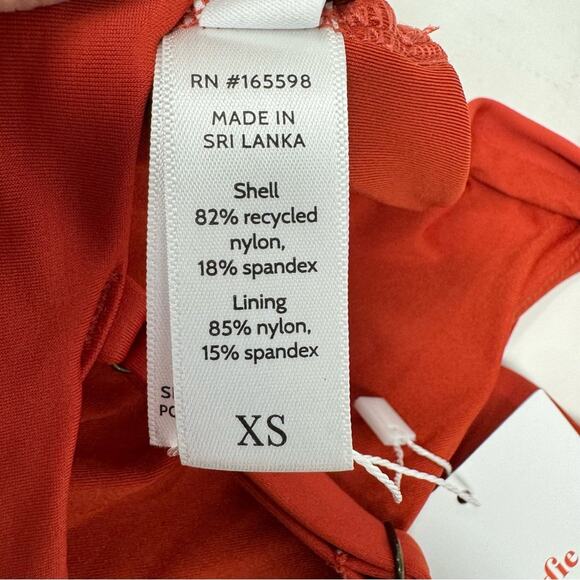 RN #165598
MADE IN
SRI LANKA
Shell
82% recycled
nylon,
18% spandex
Lining
85% nylon,
15% spandex
XS